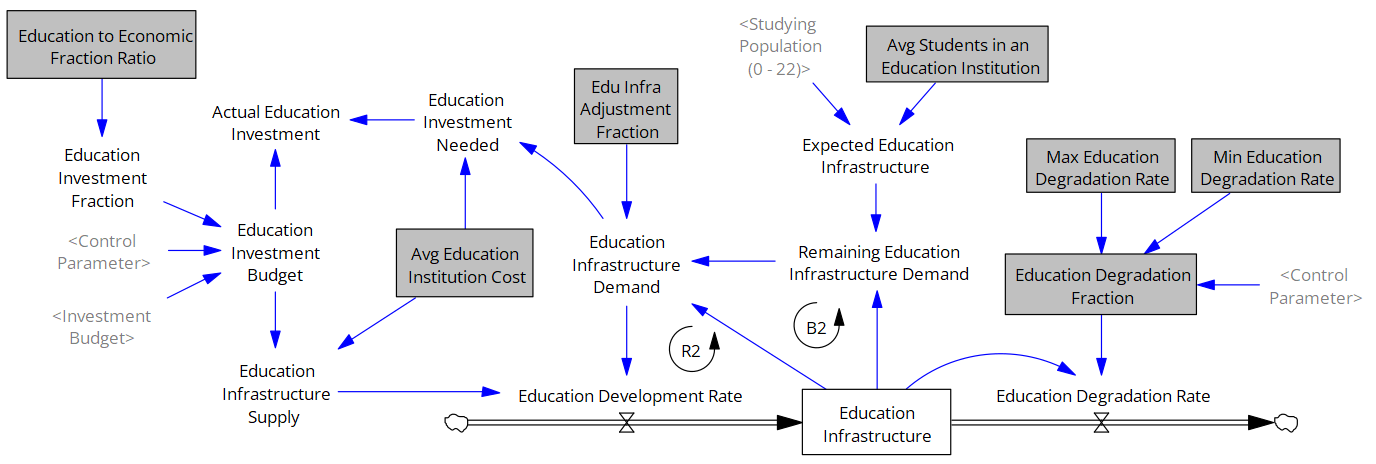 Education to Economic
Fraction Ratio
<Studying
Population
(0 - 22)>
Avg Students in an
Education Institution
Actual Education
Investment
Education
Investment
Needed
Edu Infra
Adjustment
Fraction
Education
Investment
Fraction
Expected Education
Infrastructure
Max Education
Degradation Rate
Min Education
Degradation Rate
<Control
Parameter>
Education
Investment
Budget
Avg Education
Institution Cost
Education
Infrastructure
Demand
Remaining Education
Infrastructure Demand
Education Degradation
Fraction
<Control
Parameter>
<Investment
Budget>
R2
B2
Education
Infrastructure
Supply
Education Development Rate
Education
Infrastructure
Education Degradation Rate